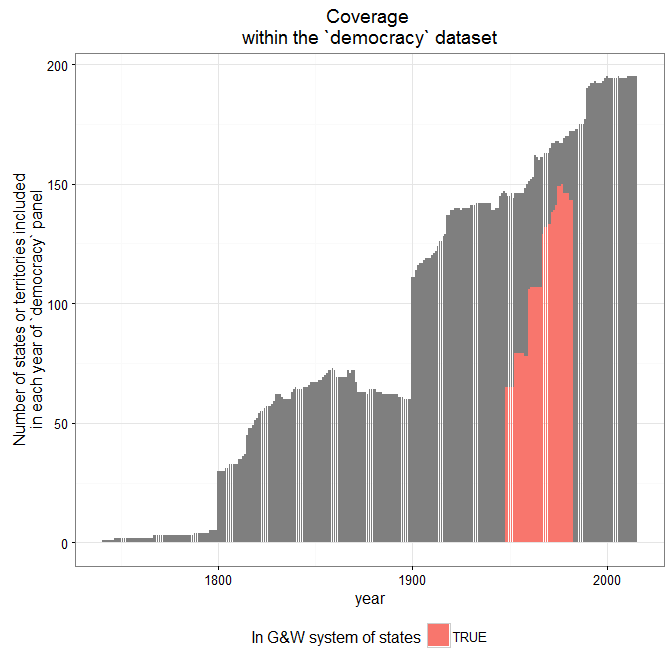 Coverage
within the `democracy` dataset
Number of states or territories included
in each year of `democracy` panel
200
150
100
50
0
1800 1900 2000
year
In G&W system of states TRUE